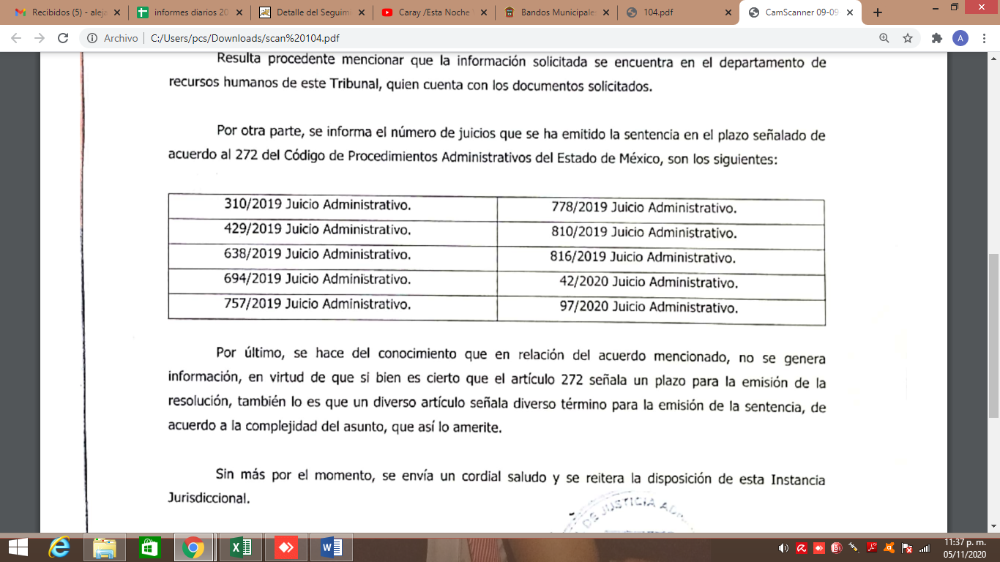 Recibidos (5) - aleja
informes diarios 20
Detalle del Seguimi
Caray /Esta Noche
Bandos Municipale
104.pdf
CamScanner 09-09
Archivo
C:/Users/pcs/Downloads/scan%20104.pdf
A
Resulta procedente mencionar que la información solicitada se encuentra en el departamento de
recursos humanos de este Tribunal, quien cuenta con los documentos solicitados.
Por otra parte, se informa el número de juicios que se ha emitido la sentencia en el plazo señalado de
acuerdo al 272 del Código de Procedimientos Administrativos del Estado de México, son los siguientes:
310/2019 Juicio Administrativo. 778/2019 Juicio Administrativo.
429/2019 Juicio Administrativo. 810/2019 Juicio Administrativo.
638/2019 Juicio Administrativo. 816/2019 Juicio Administrativo.
694/2019 Juicio Administrativo. 42/2020 Juicio Administrativo.
757/2019 Juicio Administrativo. 97/2020 Juicio Administrativo.
Por último, se hace del conocimiento que en relación del acuerdo mencionado, no se genera
información, en virtud de que si bien es cierto que el artículo 272 señala un plazo para la emisión de la
resolución, también lo es que un diverso artículo señala diverso término para la emisión de la sentencia, de
acuerdo a la complejidad del asunto, que así lo amerite.
Sin más por el momento, se envía un cordial saludo y se reitera la disposición de esta Instancia
Jurisdiccional.
DE JUSTICIA
11:37 p. m.
05/11/2020